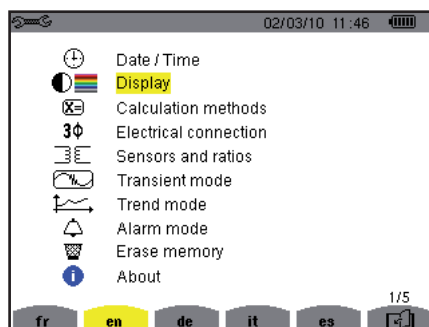 02/03/10 11:46
Date / Time
Display
X= Calculation methods
3ϕ Electrical connection
Sensors and ratios
Transient mode
Trend mode
Alarm mode
Erase memory
i About
1/5
fr en de it es